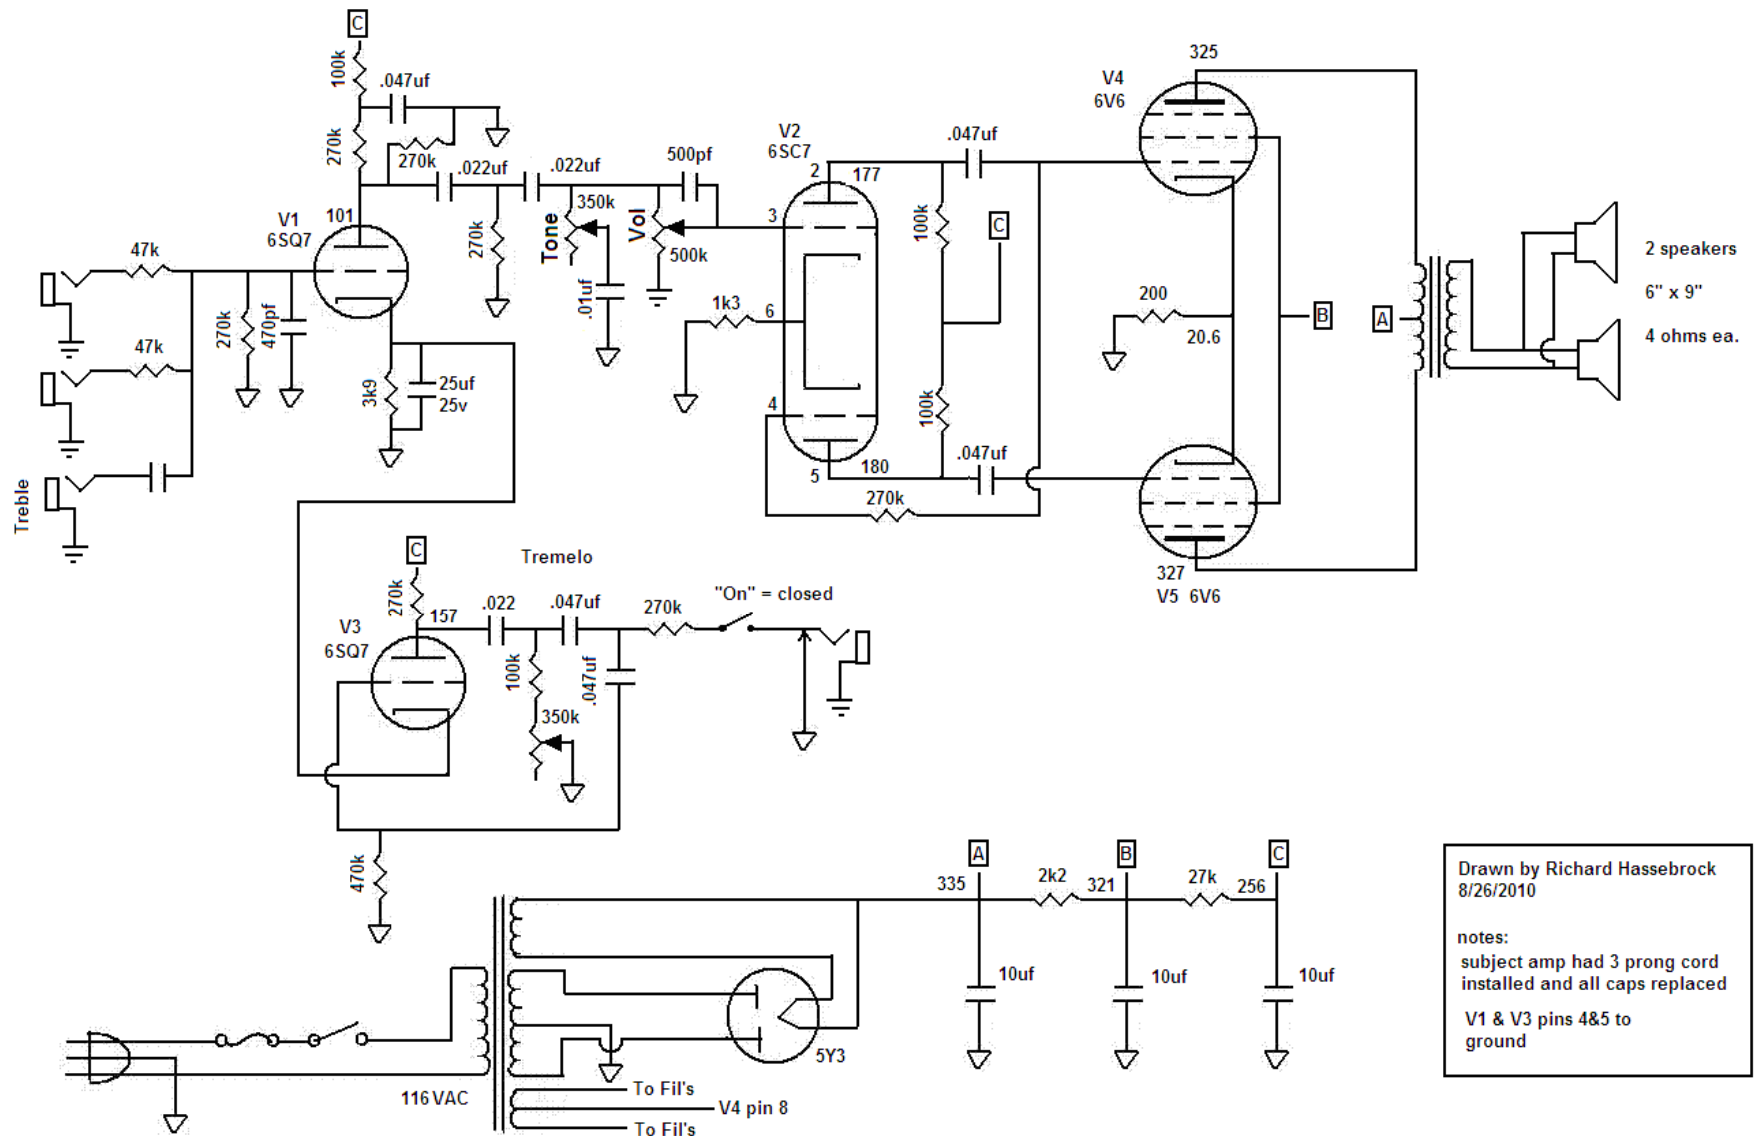 C
100k
.047uf
270k
270k
.022uf
.022uf
500pf
V1
6SQ7
101
270k
350k
Tone
.01uf
Vol
500k
47k
47k
270k
470pf
3k9
25uf
25v
Treble
V2
6SC7
2
177
3
1k3
6
4
5
180
100k
C
100k
.047uf
.047uf
270k
V4
6V6
325
200
20.6
B
A
327
V5 6V6
2 speakers
6" x 9"
4 ohms ea.
C
270k
157
V3
6SQ7
Tremelo
.022
.047uf
270k
"On" = closed
100k
.047uf
350k
470k
116 VAC
5Y3
To Fil's
V4 pin 8
To Fil's
A
335
2k2
B
321
27k
C
256
10uf
10uf
10uf
Drawn by Richard Hassebrock
8/26/2010
notes:
subject amp had 3 prong cord
installed and all caps replaced
V1 & V3 pins 4&5 to
ground